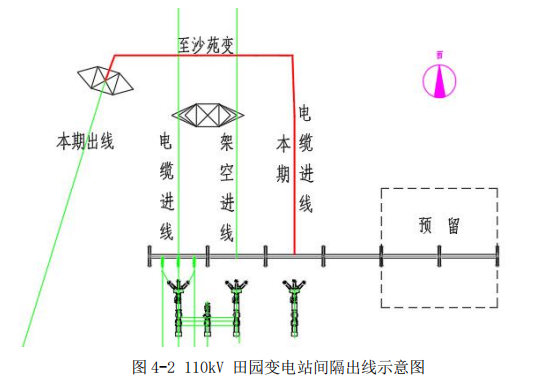 至沙苑变
西
本期出线
电缆进线
架空进线
本期
电缆进线
预 留
图 4-2 110kV 田园变电站间隔出线示意图